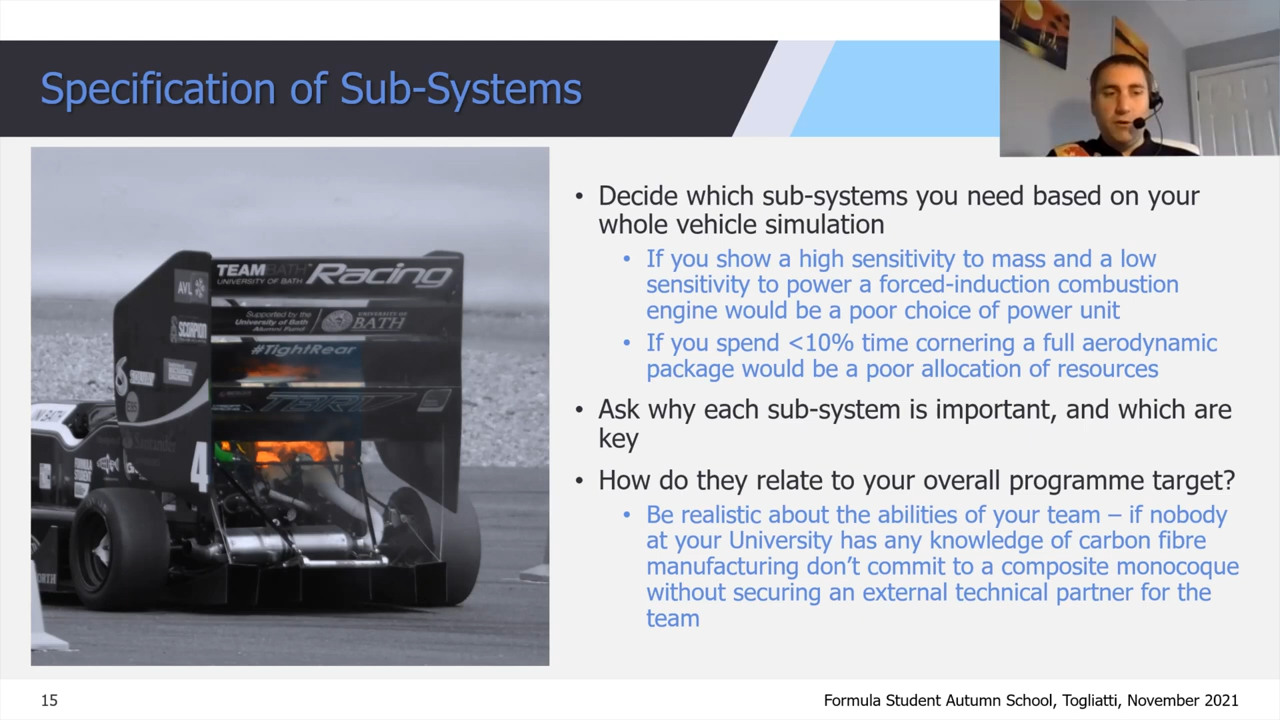 Specification of Sub-Systems
TEAMBATH Racing
UNIVERSITY OF BATH
AVL
Supported by the
University of Bath
Alumni Fund
UNIVERSITY OF
BATH
SCORPION
#TightRear
TBR17
Santander
4
FORMULA
STUDENT
• Decide which sub-systems you need based on your
whole vehicle simulation
• If you show a high sensitivity to mass and a low
sensitivity to power a forced-induction combustion
engine would be a poor choice of power unit
• If you spend <10% time cornering a full aerodynamic
package would be a poor allocation of resources
• Ask why each sub-system is important, and which are
key
• How do they relate to your overall programme target?
• Be realistic about the abilities of your team – if nobody
at your University has any knowledge of carbon fibre
manufacturing don’t commit to a composite monocoque
without securing an external technical partner for the
team
15
Formula Student Autumn School, Togliatti, November 2021